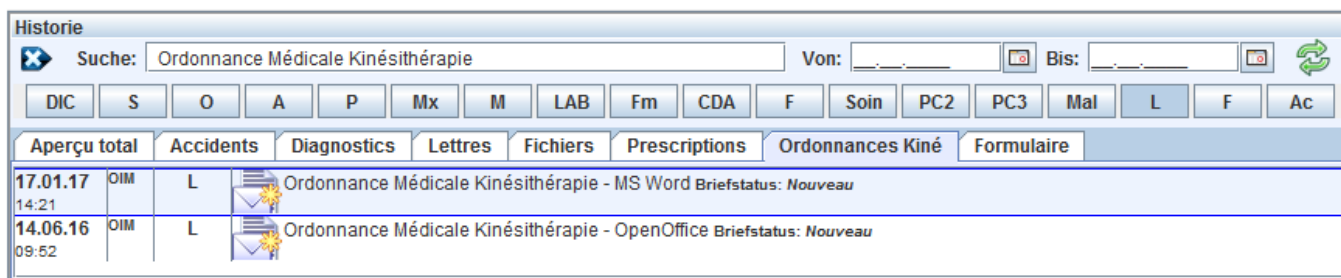 Historie
Suche: Ordonnance Médicale Kinésithérapie Von: __.__.____ Bis: __.__.____
DIC S O A P Mx M LAB Fm CDA F Soin PC2 PC3 Mal L F Ac
Aperçu total Accidents Diagnostics Lettres Fichiers Prescriptions Ordonnances Kiné Formulaire
17.01.17 OIM L Ordonnance Médicale Kinésithérapie - MS Word Briefstatus: Nouveau
14:21
14.06.16 OIM L Ordonnance Médicale Kinésithérapie - OpenOffice Briefstatus: Nouveau
09:52